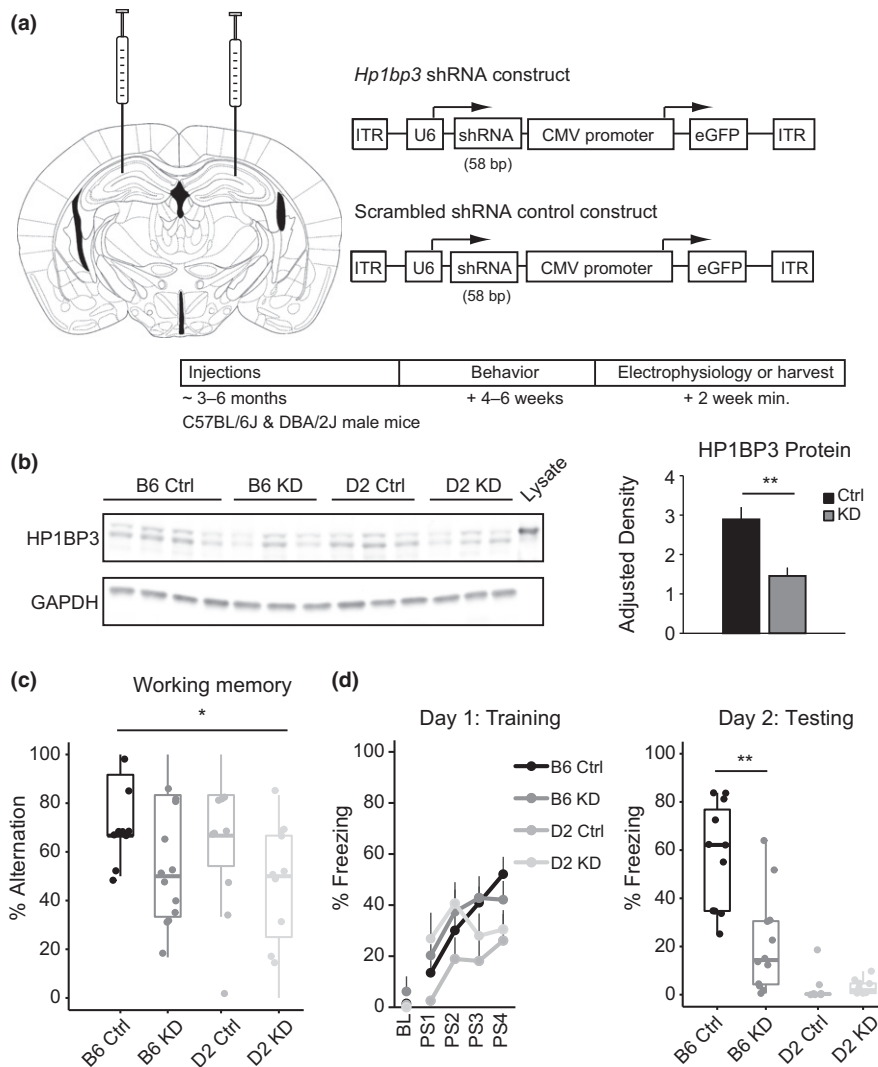 (a)
Hp1bp3 shRNA construct
ITR U6 shRNA CMV promoter eGFP ITR
(58 bp)
Scrambled shRNA control construct
ITR U6 shRNA CMV promoter eGFP ITR
(58 bp)
Injections Behavior Electrophysiology or harvest
~ 3–6 months + 4–6 weeks + 2 week min.
C57BL/6J & DBA/2J male mice
(b)
B6 Ctrl B6 KD D2 Ctrl D2 KD Lysate
HP1BP3
GAPDH
HP1BP3 Protein
Adjusted Density
4
3
2
1
0
**
Ctrl
KD
(c)
Working memory
*
% Alternation
100
80
60
40
20
0
B6 Ctrl B6 KD D2 Ctrl D2 KD
(d)
Day 1: Training
% Freezing
100
80
60
40
20
0
BL PS1 PS2 PS3 PS4
B6 Ctrl
B6 KD
D2 Ctrl
D2 KD
Day 2: Testing
**
% Freezing
100
80
60
40
20
0
B6 Ctrl B6 KD D2 Ctrl D2 KD